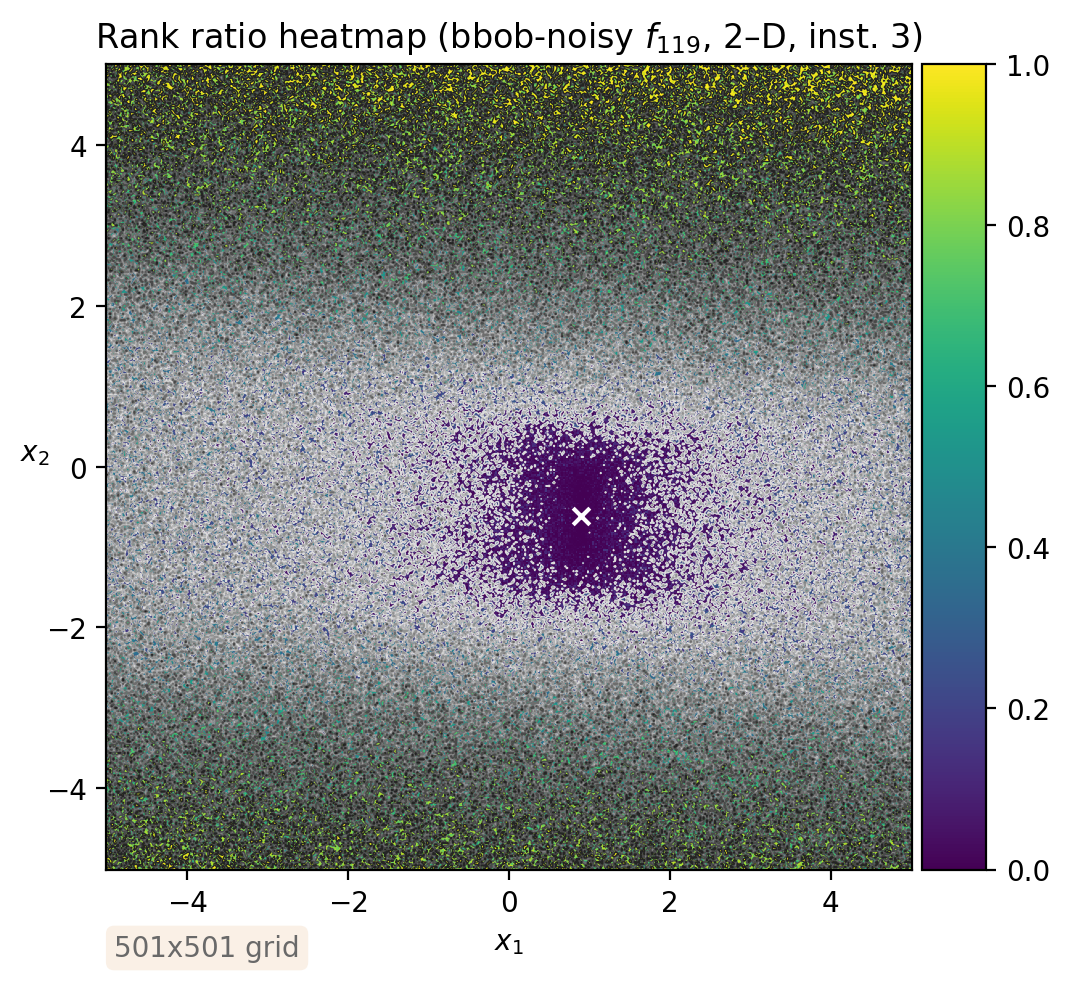 Rank ratio heatmap (bbob-noisy f₁₁₉, 2–D, inst. 3)
1.0
0.8
0.6
0.4
0.2
0.0
4
2
0
−2
−4
x₂
−4 −2 0 2 4
x₁
501x501 grid